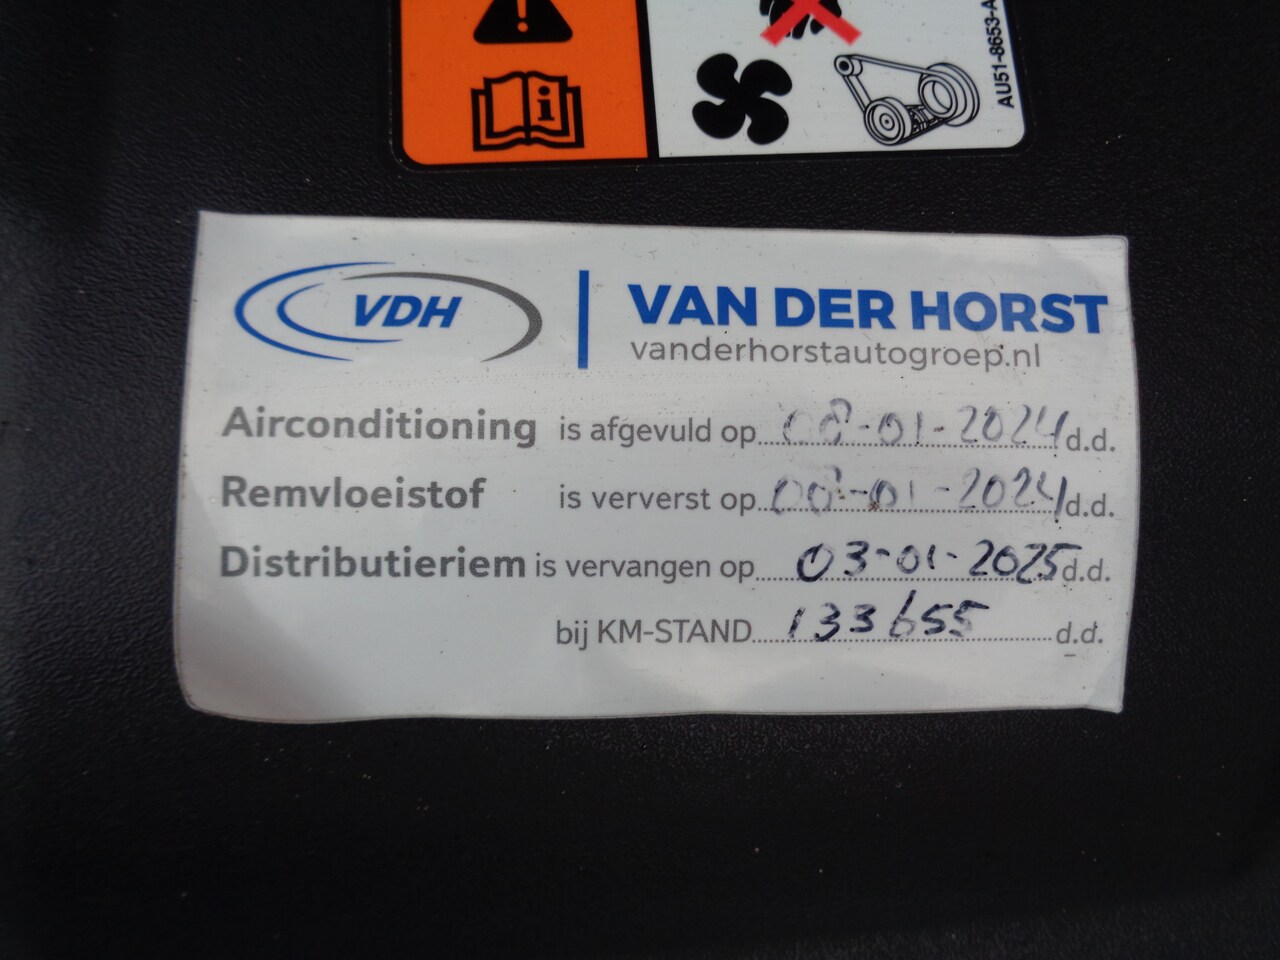 AU51-8653-A
VDH
VAN DER HORST
vanderhorstautogroep.nl
Airconditioning is afgevuld op 08-01-2024 d.d.
Remvloeistof is ververst op 08-01-2024 d.d.
Distributieriem is vervangen op 03-01-2025 d.d.
bij KM-STAND 133655 d.d.